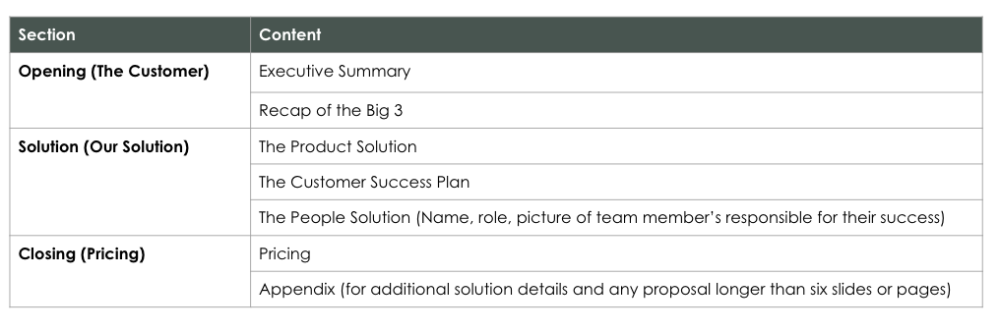 Section Content
Opening (The Customer) Executive Summary
Recap of the Big 3
Solution (Our Solution) The Product Solution
The Customer Success Plan
The People Solution (Name, role, picture of team member’s responsible for their success)
Closing (Pricing) Pricing
Appendix (for additional solution details and any proposal longer than six slides or pages)